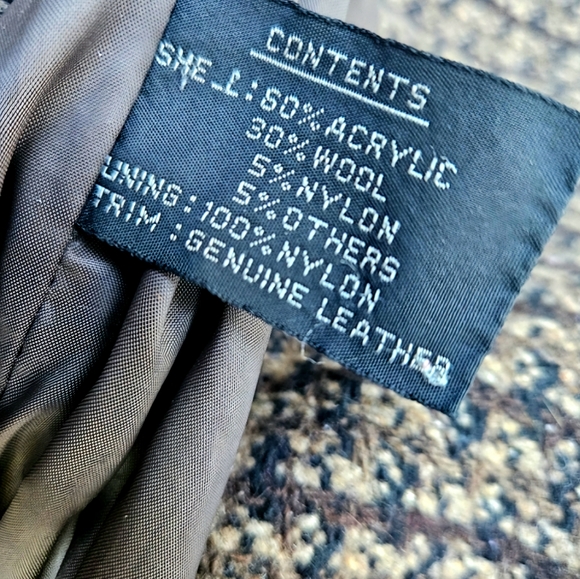 CONTENTS
SHELL:60% ACRYLIC
30% WOOL
5% NYLON
5% OTHERS
LINING:100% NYLON
TRIM :GENUINE LEATHER